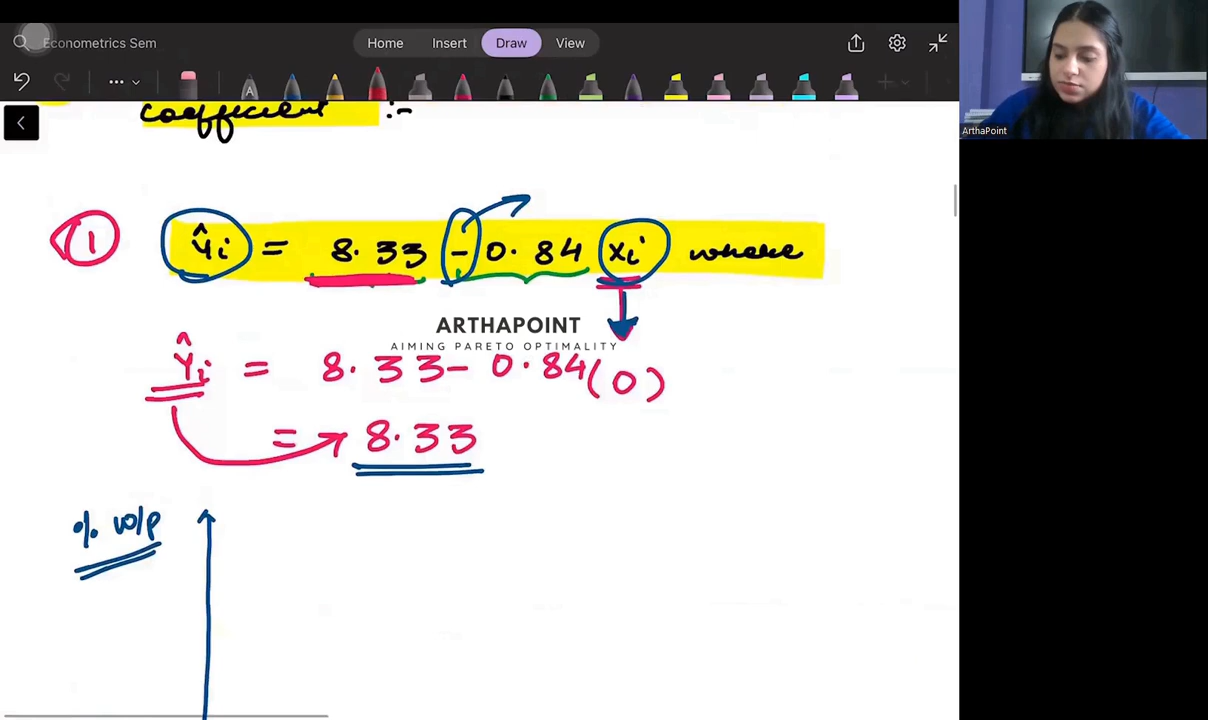 Econometrics Sem
Home Insert Draw View
A
ArthaPoint
coefficient :-
① Ŷi = 8.33 - 0.84 Xi where
ARTHAPOINT
AIMING PARETO OPTIMALITY
Ŷi = 8.33 - 0.84(0)
= 8.33
% w/p